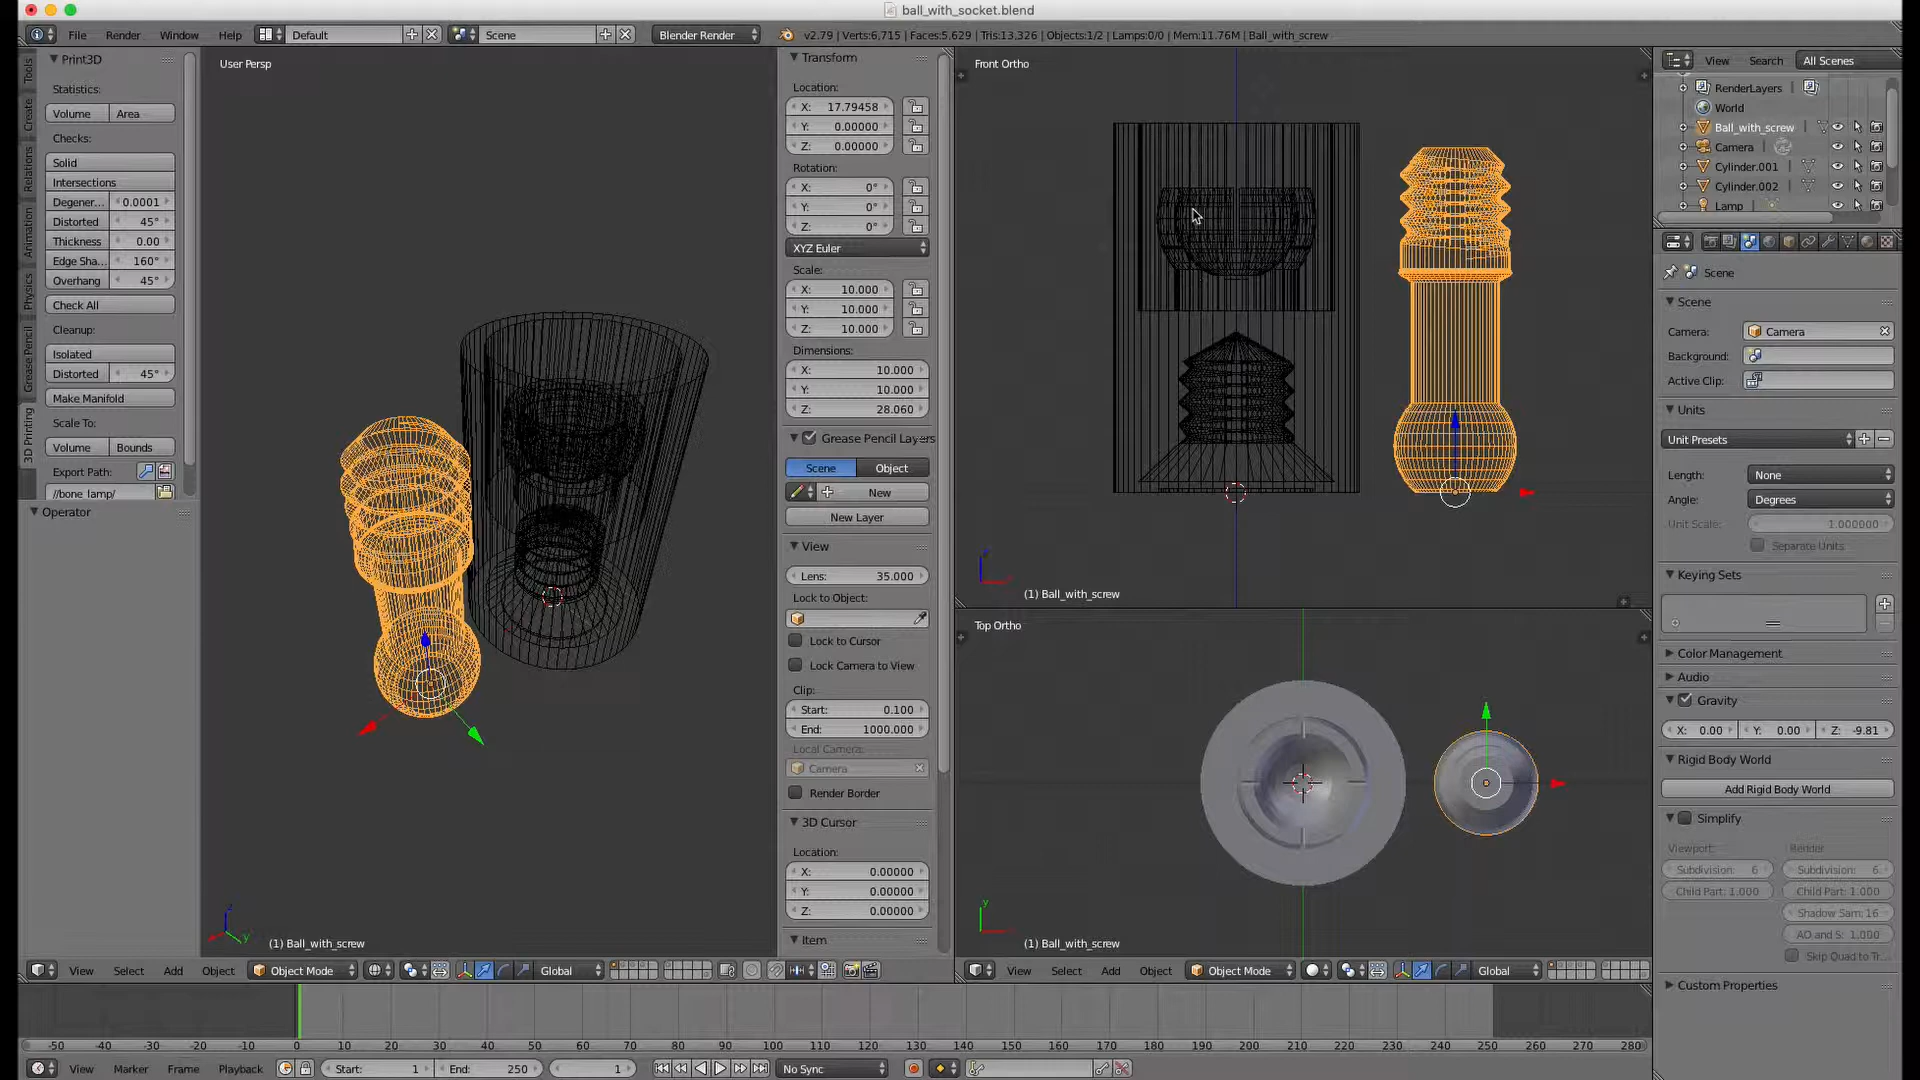 ball_with_socket.blend
File Render Window Help Default Scene Blender Render v2.79 | Verts:6,715 | Faces:5,629 | Tris:13,326 | Objects:1/2 | Lamps:0/0 | Mem:11.76M | Ball_with_screw
Tools
Create
Relations
Animation
Physics
Grease Pencil
3D Printing
Print3D
Statistics:
Volume Area
Checks:
Solid
Intersections
Degener... 0.0001
Distorted 45°
Thickness 0.00
Edge Sha... 160°
Overhang 45°
Check All
Cleanup:
Isolated
Distorted 45°
Make Manifold
Scale To:
Volume Bounds
Export Path:
//bone_lamp/
Operator
User Persp
(1) Ball_with_screw
Transform
Location:
X: 17.79458
Y: 0.00000
Z: 0.00000
Rotation:
X: 0°
Y: 0°
Z: 0°
XYZ Euler
Scale:
X: 10.000
Y: 10.000
Z: 10.000
Dimensions:
X: 10.000
Y: 10.000
Z: 28.060
Grease Pencil Layers
Scene Object
New
New Layer
View
Lens: 35.000
Lock to Object:
Lock to Cursor
Lock Camera to View
Clip:
Start: 0.100
End: 1000.000
Local Camera:
Camera
Render Border
3D Cursor
Location:
X: 0.00000
Y: 0.00000
Z: 0.00000
Item
Front Ortho
(1) Ball_with_screw
Top Ortho
y
(1) Ball_with_screw
View Search All Scenes
RenderLayers
World
Ball_with_screw
Camera
Cylinder.001
Cylinder.002
Lamp
Scene
Scene
Camera: Camera
Background:
Active Clip:
Units
Unit Presets
Length: None
Angle: Degrees
Unit Scale: 1.000000
Separate Units
Keying Sets
Color Management
Audio
Gravity
X: 0.00 Y: 0.00 Z: -9.81
Rigid Body World
Add Rigid Body World
Simplify
Viewport: Render
Subdivision: 6 Subdivision: 6
Child Part: 1.000 Child Part: 1.000
Shadow Sam: 16
AO and S: 1.000
Skip Quad to Tr...
Custom Properties
View Select Add Object Object Mode Global
View Select Add Object Object Mode Global
-50 -40 -30 -20 -10 0 10 20 30 40 50 60 70 80 90 100 110 120 130 140 150 160 170 180 190 200 210 220 230 240 250 260 270 280
View Marker Frame Playback Start: 1 End: 250 1 No Sync